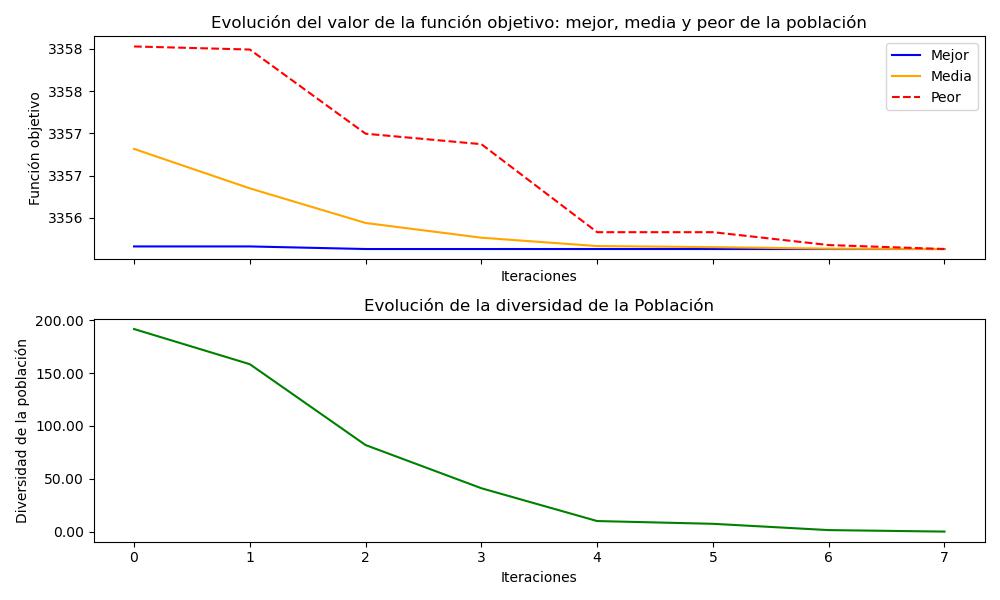 Evolución del valor de la función objetivo: mejor, media y peor de la población
3358
3358
3357
3357
3356
Función objetivo
Mejor
Media
Peor
Iteraciones
Evolución de la diversidad de la Población
200.00
150.00
100.00
50.00
0.00
Diversidad de la población
0 1 2 3 4 5 6 7
Iteraciones